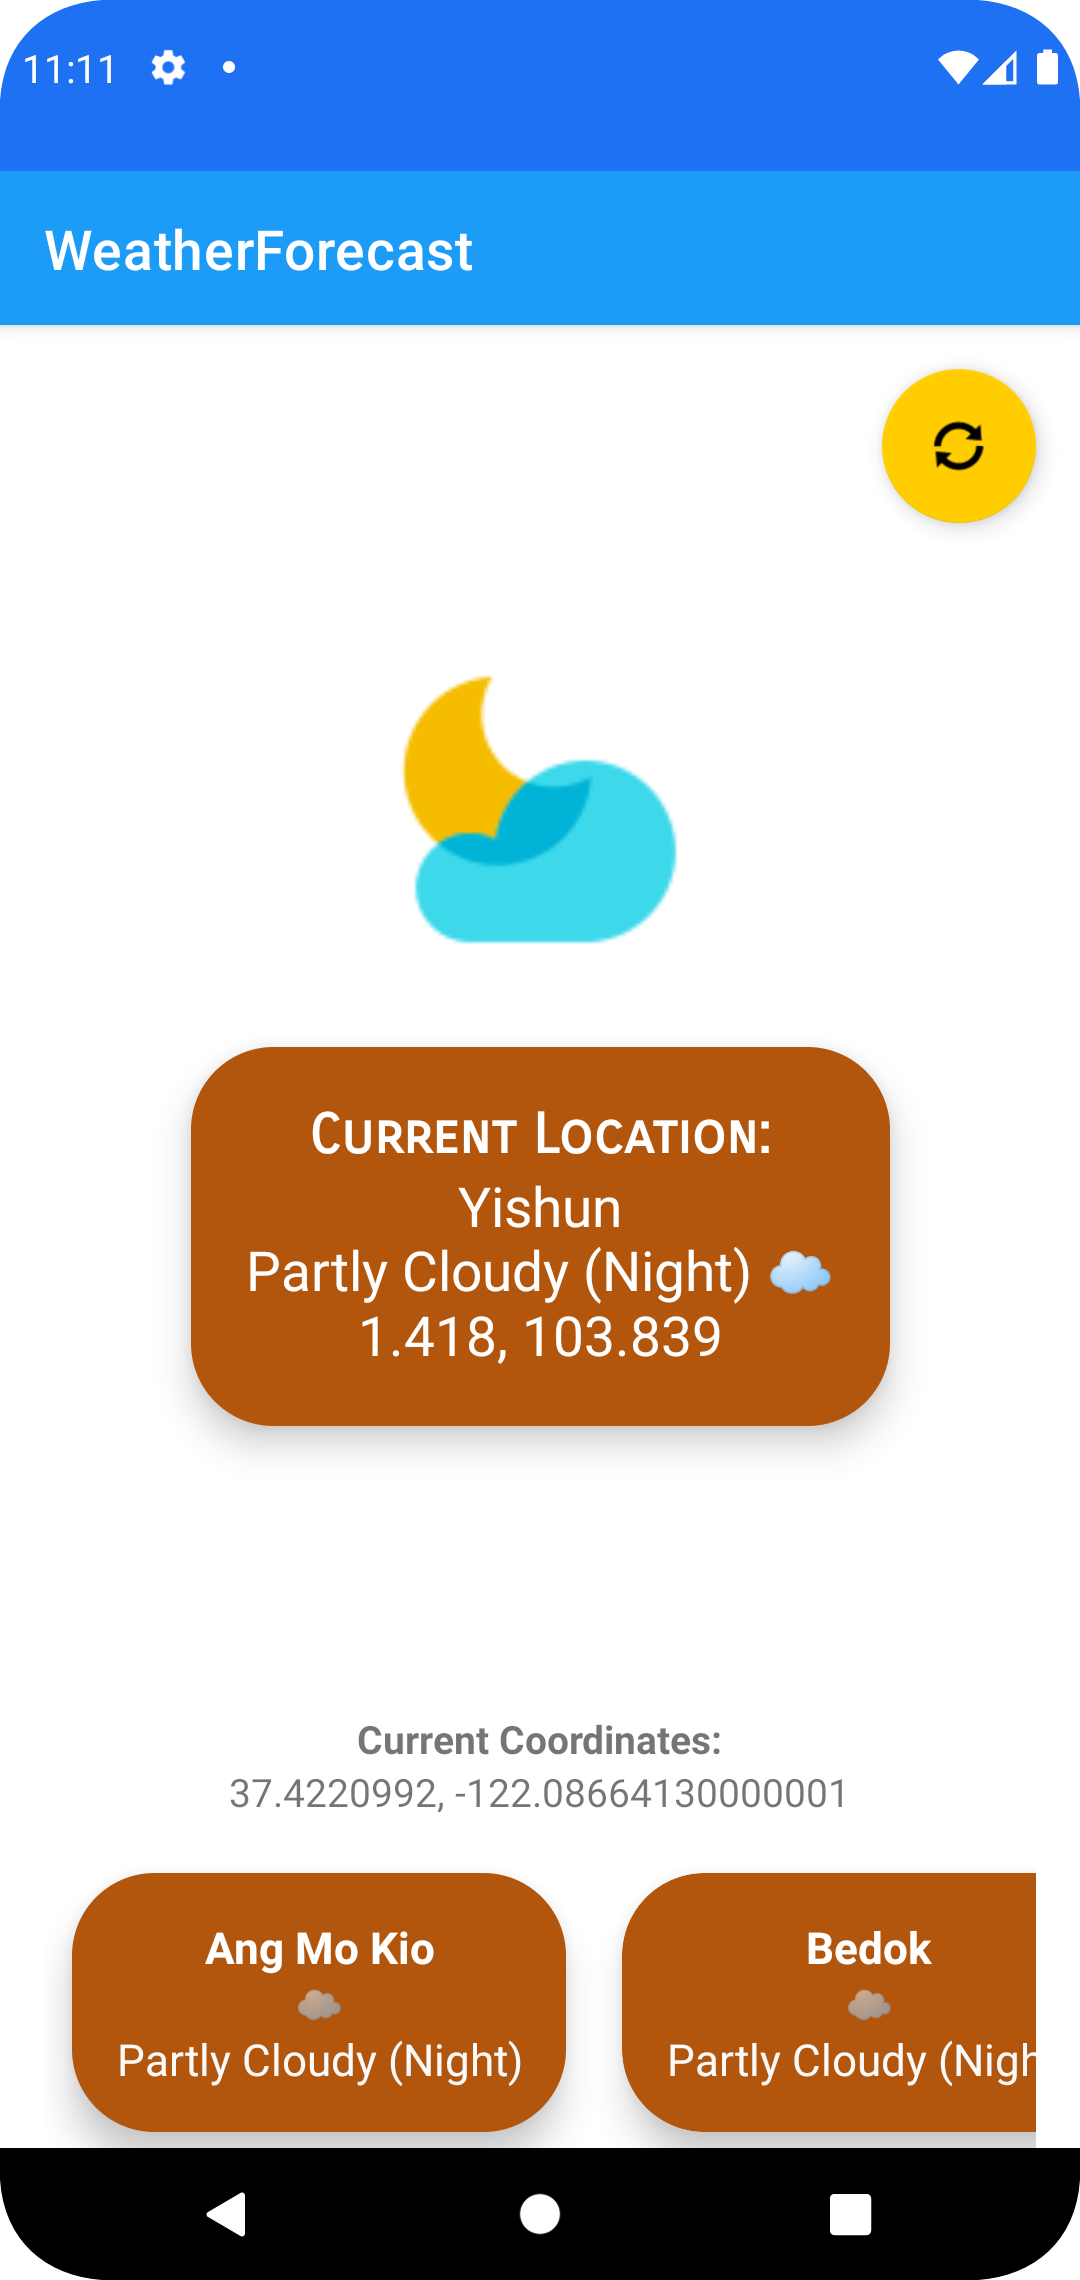 11:11
WeatherForecast
Current Location:
Yishun
Partly Cloudy (Night) ☁️
1.418, 103.839
Current Coordinates:
37.4220992, -122.08664130000001
Ang Mo Kio
☁️
Partly Cloudy (Night)
Bedok
☁️
Partly Cloudy (Nigh